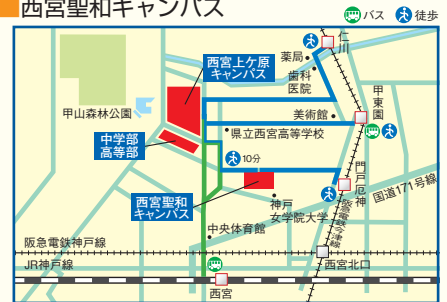 西宮聖和キャンパス
バス 徒歩
仁川
薬局
歯科
医院
西宮上ケ原
キャンパス
甲東園
甲山森林公園
美術館
県立西宮高等学校
中学部
高等部
10分
門戸厄神
国道171号線
西宮聖和
キャンパス
神戸
女学院大学
阪急電鉄今津線
中央体育館
阪急電鉄神戸線
西宮北口
JR神戸線
西宮